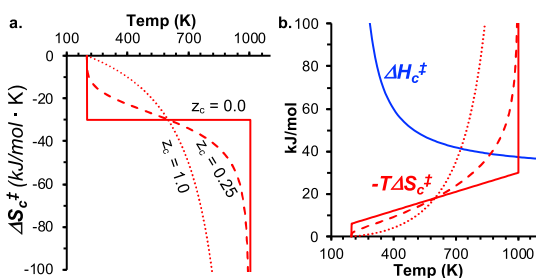 a.
Temp (K)
100 400 700 1000
0
-20
-40
-60
-80
-100
ΔSc‡ (kJ/mol · K)
zc = 0.0
zc = 0.25
zc = 1.0
b.
100
80
60
40
20
0
kJ/mol
ΔHc‡
-TΔSc‡
100 400 700 1000
Temp (K)